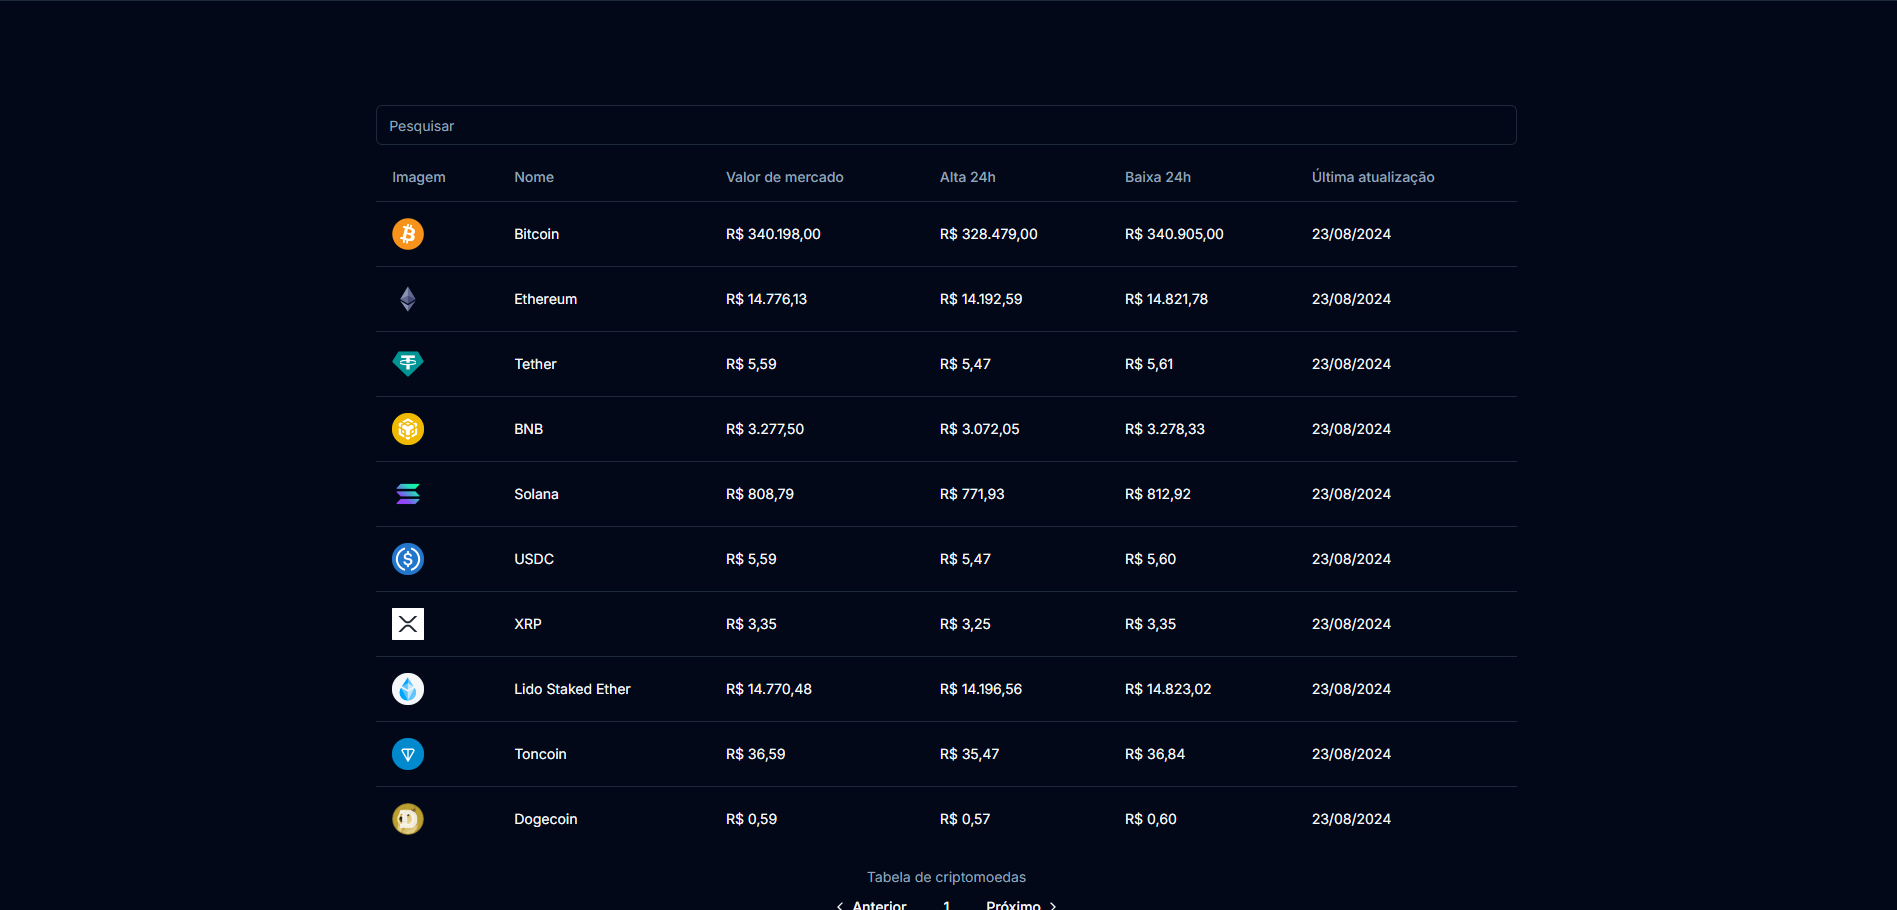 Pesquisar
Imagem Nome Valor de mercado Alta 24h Baixa 24h Última atualização
Bitcoin R$ 340.198,00 R$ 328.479,00 R$ 340.905,00 23/08/2024
Ethereum R$ 14.776,13 R$ 14.192,59 R$ 14.821,78 23/08/2024
Tether R$ 5,59 R$ 5,47 R$ 5,61 23/08/2024
BNB R$ 3.277,50 R$ 3.072,05 R$ 3.278,33 23/08/2024
Solana R$ 808,79 R$ 771,93 R$ 812,92 23/08/2024
USDC R$ 5,59 R$ 5,47 R$ 5,60 23/08/2024
XRP R$ 3,35 R$ 3,25 R$ 3,35 23/08/2024
Lido Staked Ether R$ 14.770,48 R$ 14.196,56 R$ 14.823,02 23/08/2024
Toncoin R$ 36,59 R$ 35,47 R$ 36,84 23/08/2024
Dogecoin R$ 0,59 R$ 0,57 R$ 0,60 23/08/2024
Tabela de criptomoedas
Anterior 1 Próximo